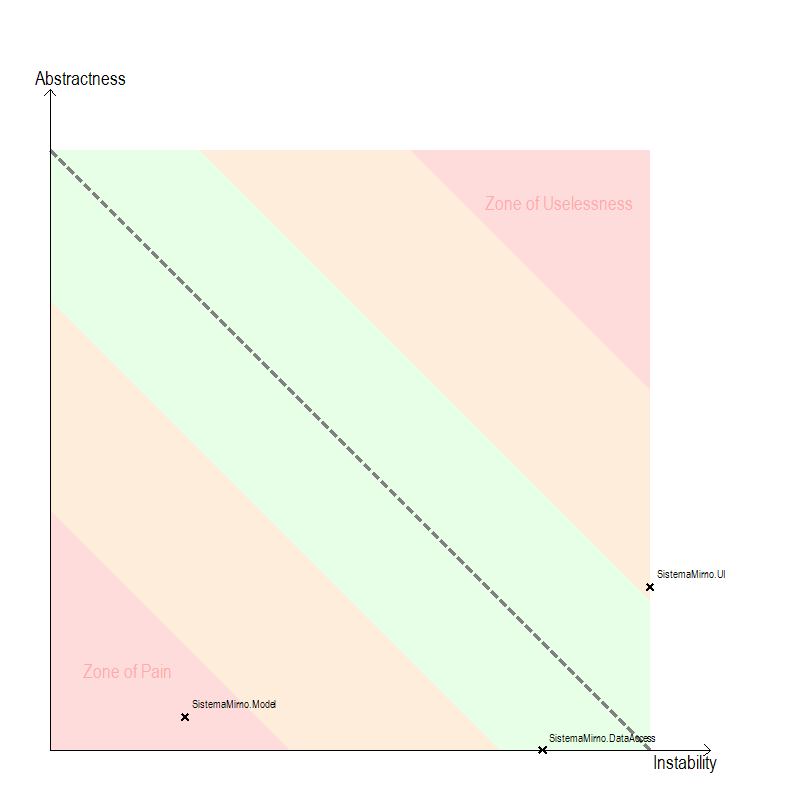 Abstractness
Zone of Uselessness
SistemaMirno.UI
Zone of Pain
SistemaMirno.Model
SistemaMirno.DataAccess
Instability